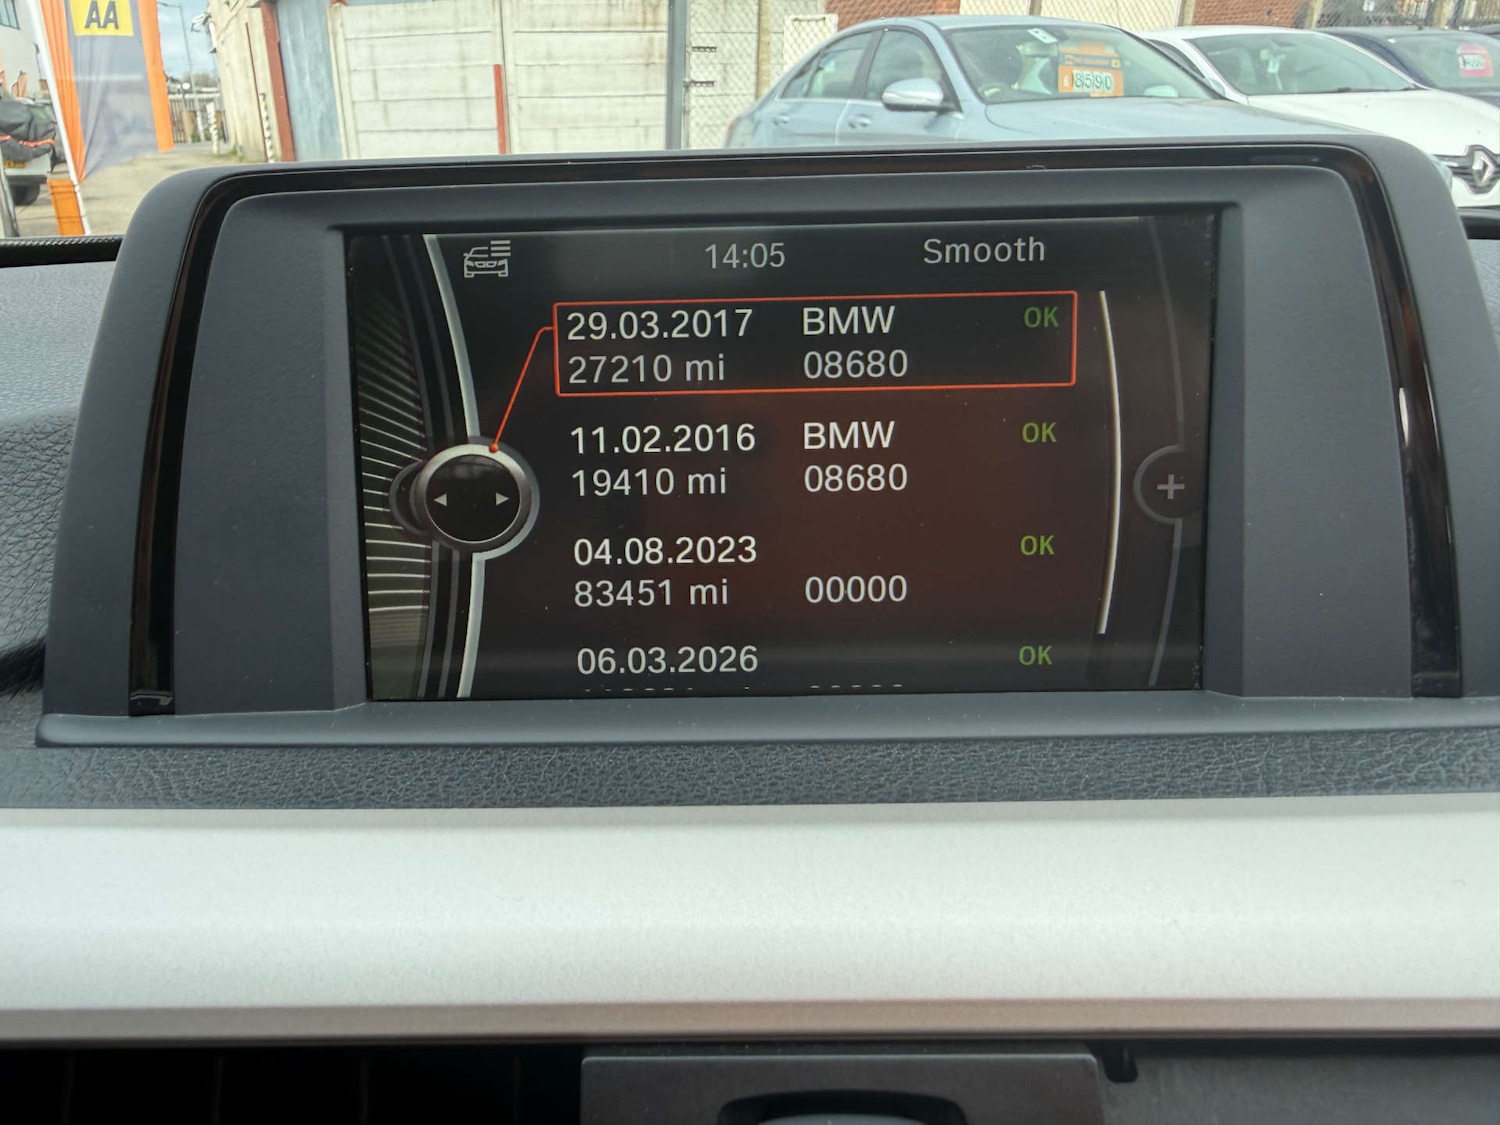 AA
8590
14:05 Smooth
29.03.2017 BMW OK
27210 mi 08680
11.02.2016 BMW OK
19410 mi 08680
04.08.2023 OK
83451 mi 00000
06.03.2026 OK